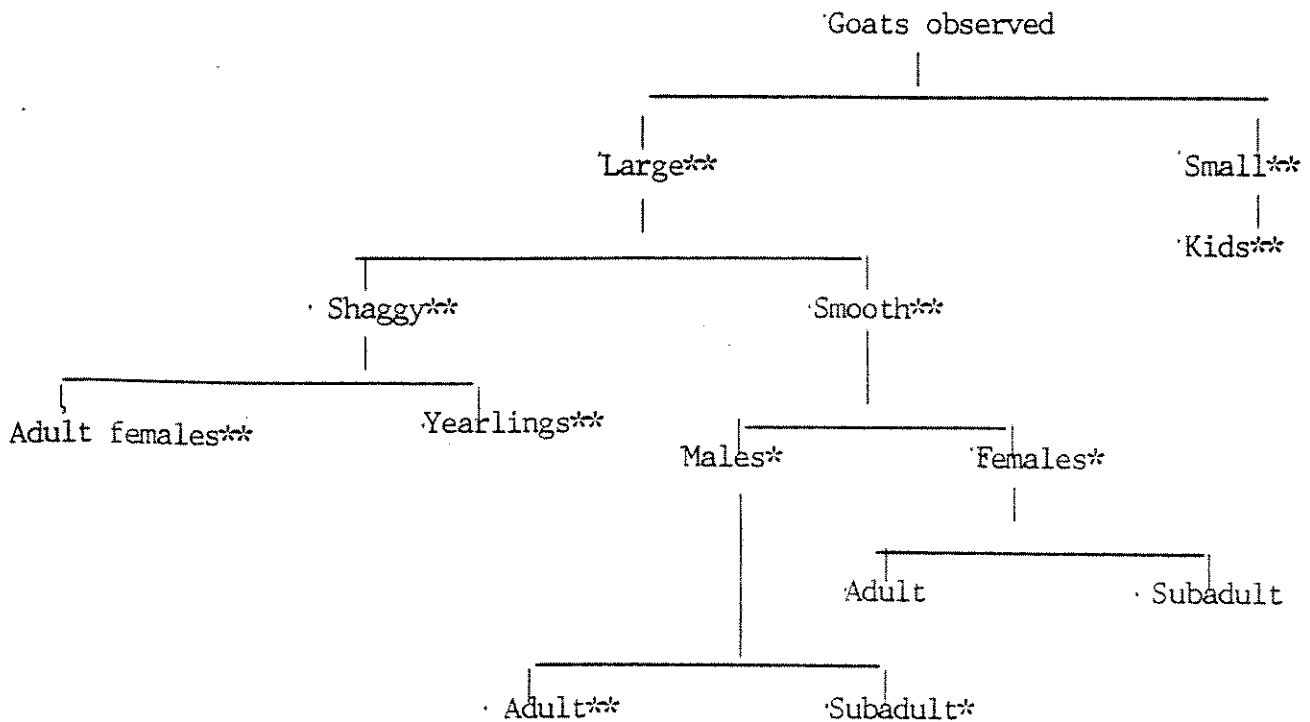 Goats observed
Large** Small**
Kids**
Shaggy** Smooth**
Adult females** Yearlings**
Males* Females*
Adult Subadult
Adult** Subadult*